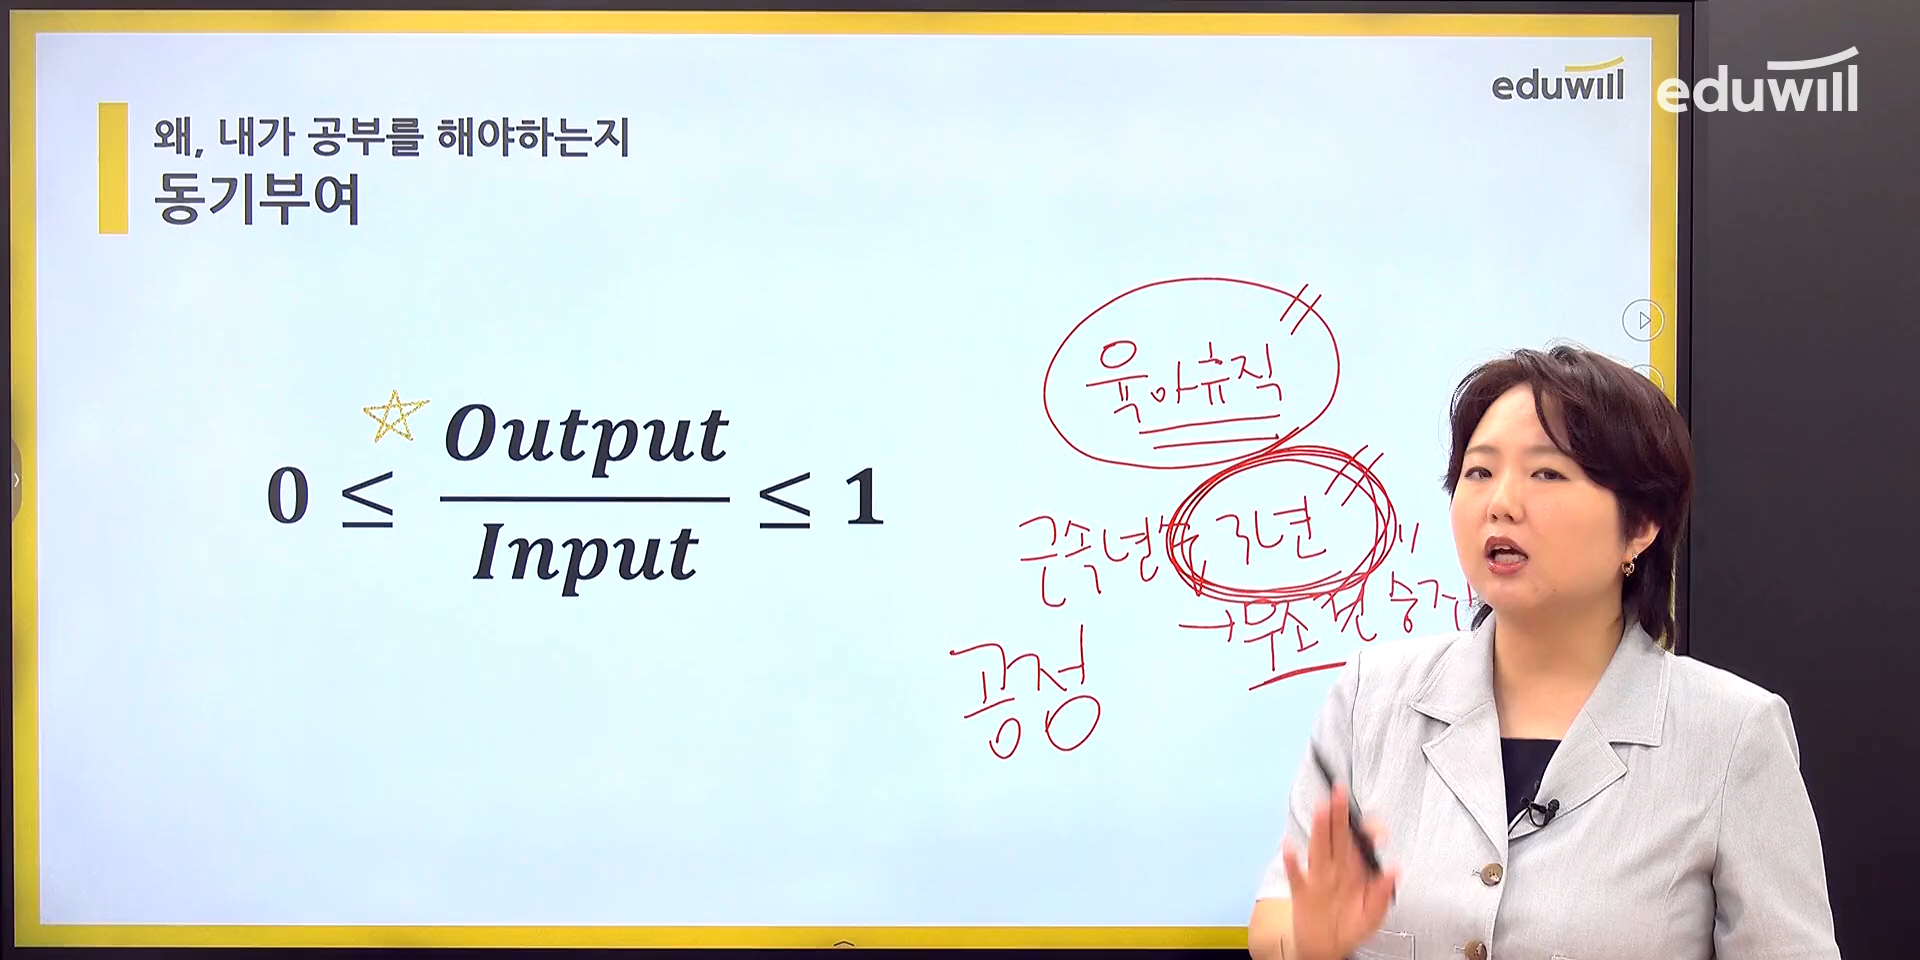 eduwill
eduwill
왜, 내가 공부를 해야하는지
동기부여
0 ≤ Output / Input ≤ 1
육아휴직
근속년수 3년
→ 무조건 승진
긍정